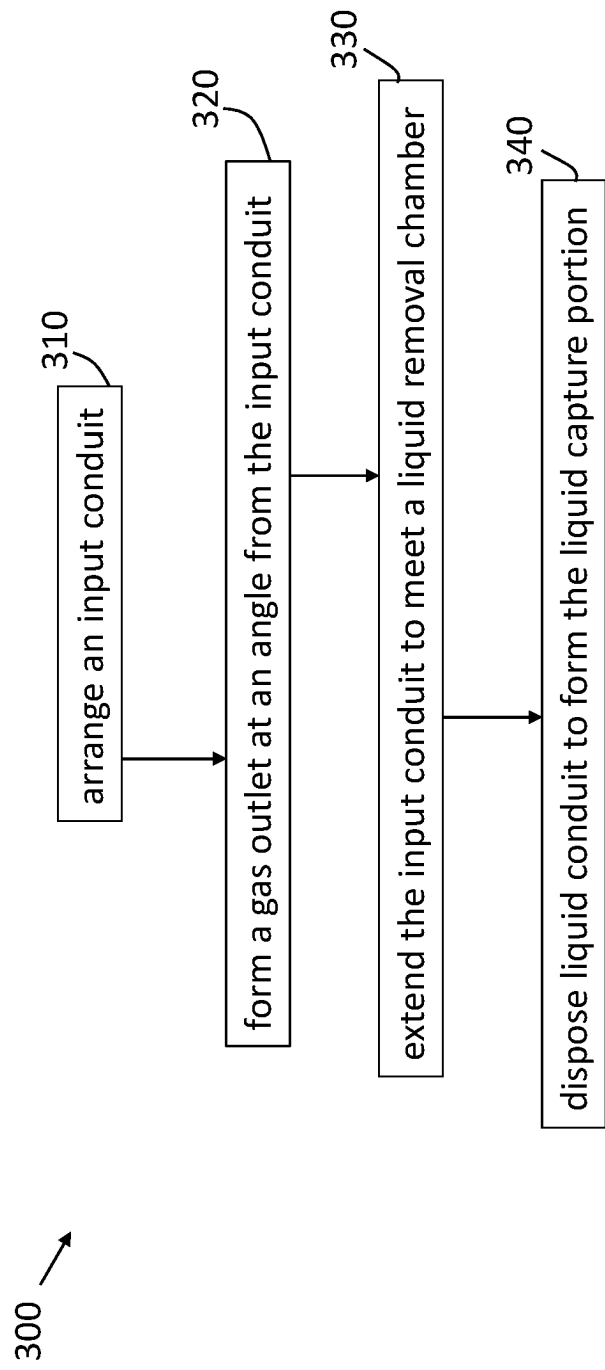 300
310
arrange an input conduit
320
form a gas outlet at an angle from the input conduit
330
extend the input conduit to meet a liquid removal chamber
340
dispose liquid conduit to form the liquid capture portion